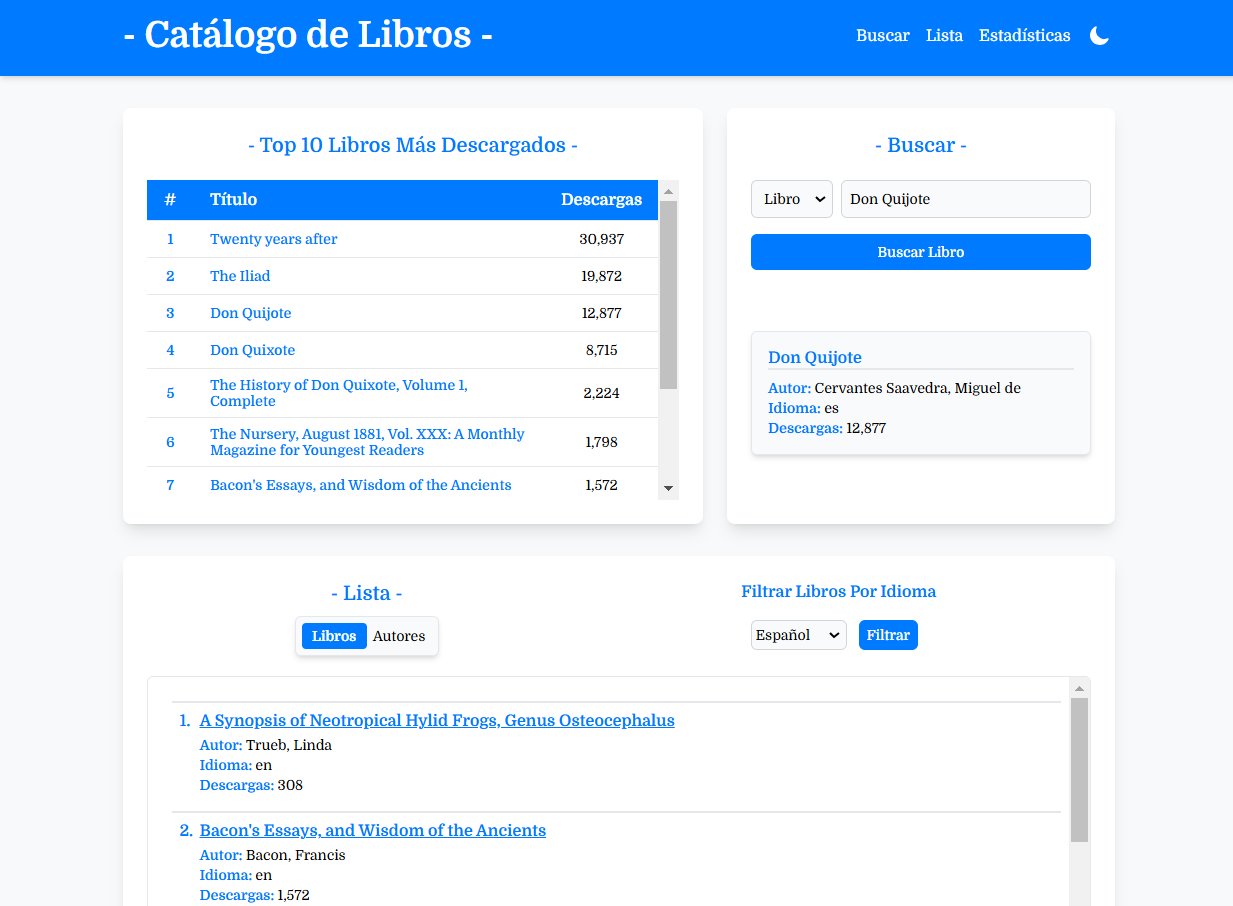 - Catálogo de Libros -
Buscar Lista Estadísticas
- Top 10 Libros Más Descargados -
# Título Descargas
1 Twenty years after 30,937
2 The Iliad 19,872
3 Don Quijote 12,877
4 Don Quixote 8,715
5 The History of Don Quixote, Volume 1,
Complete 2,224
6 The Nursery, August 1881, Vol. XXX: A Monthly
Magazine for Youngest Readers 1,798
7 Bacon's Essays, and Wisdom of the Ancients 1,572
- Buscar -
Libro Don Quijote
Buscar Libro
Don Quijote
Autor: Cervantes Saavedra, Miguel de
Idioma: es
Descargas: 12,877
- Lista -
Libros Autores
Filtrar Libros Por Idioma
Español Filtrar
1. A Synopsis of Neotropical Hylid Frogs, Genus Osteocephalus
Autor: Trueb, Linda
Idioma: en
Descargas: 308
2. Bacon's Essays, and Wisdom of the Ancients
Autor: Bacon, Francis
Idioma: en
Descargas: 1,572